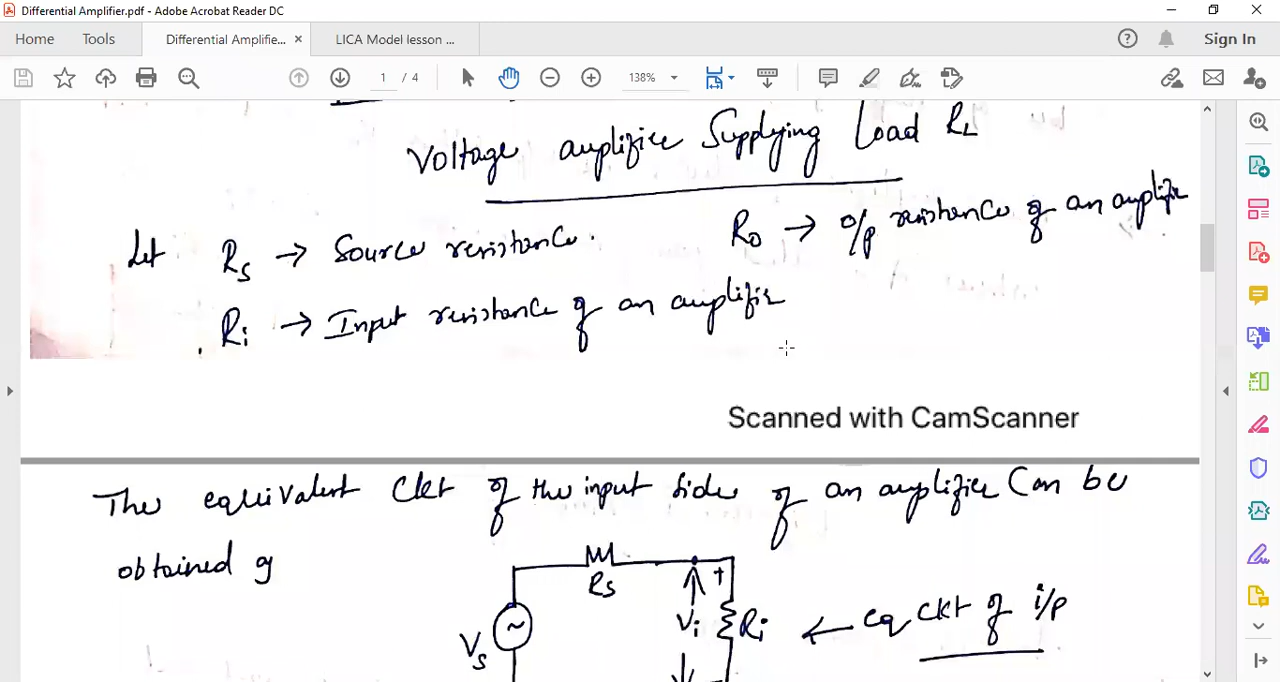 Differential Amplifier.pdf - Adobe Acrobat Reader DC
Home Tools Differential Amplifie... × LICA Model lesson ... Sign In
1 / 4 138%
Voltage amplifier Supplying Load RL
Let Rs → Source resistance. Ro → o/p resistance of an amplifier
Ri → Input resistance of an amplifier
Scanned with CamScanner
The equivalent Ckt of the input side of an amplifier Can be
obtained as
Rs
+
Vi Ri ← eq Ckt of i/p
Vs